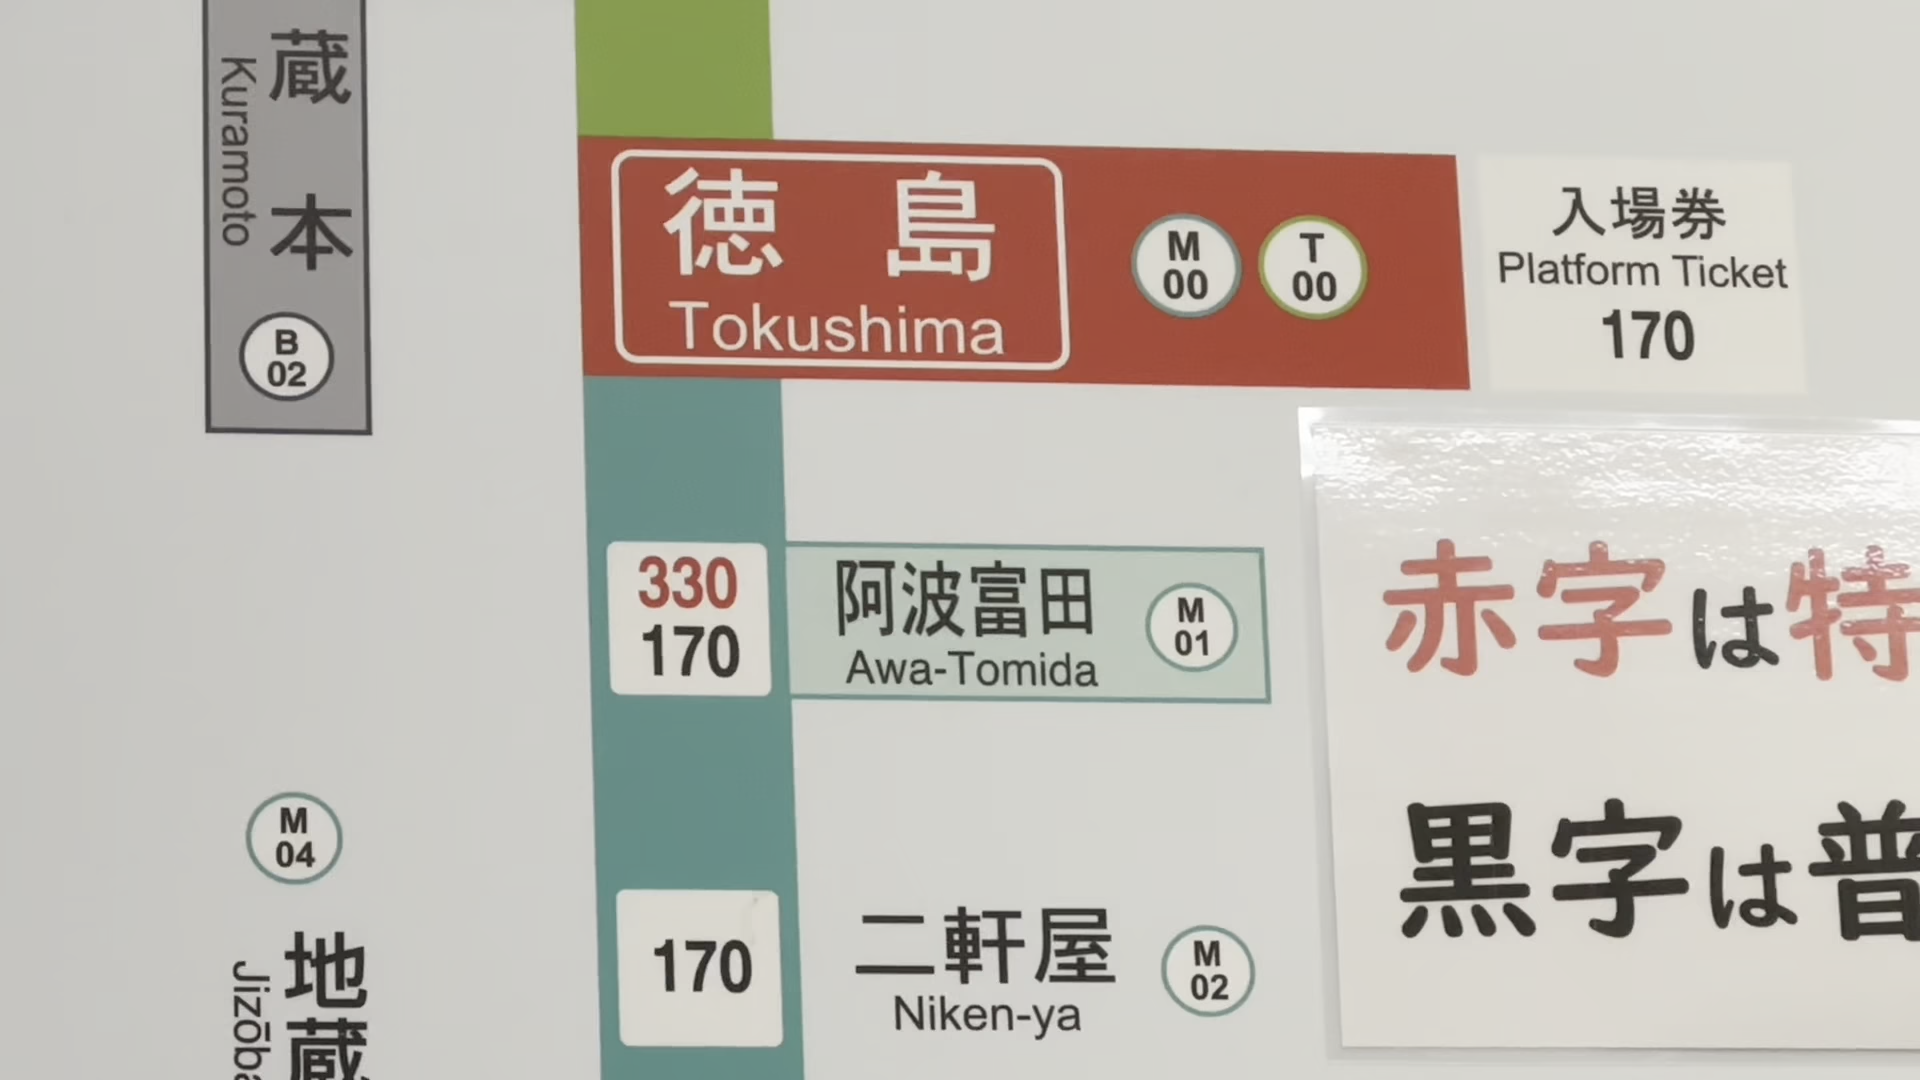 蔵本
Kuramoto
B
02
徳島
Tokushima
M
00
T
00
入場券
Platform Ticket
170
330
170
阿波富田
Awa-Tomida
M
01
赤字は特
黒字は普
M
04
地蔵
Jizōba
170
二軒屋
Niken-ya
M
02